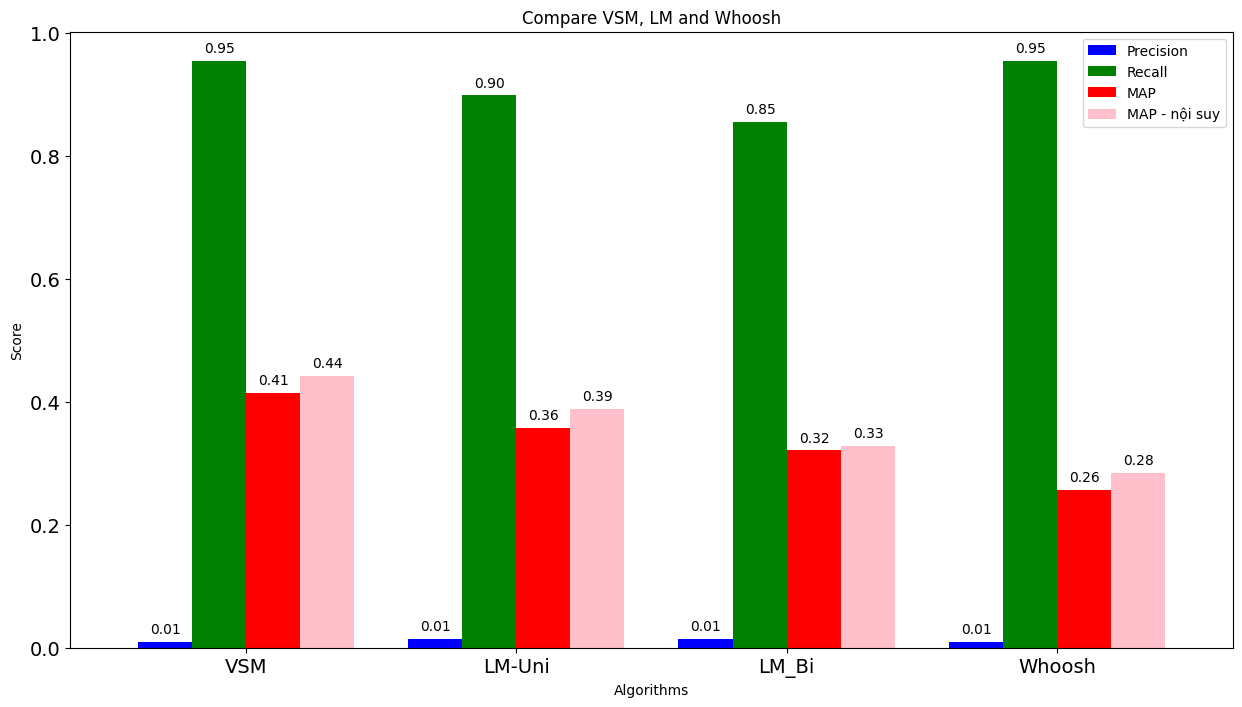 Compare VSM, LM and Whoosh
Precision
Recall
MAP
MAP - nội suy
1.0
0.8
0.6
0.4
0.2
0.0
Score
0.01
0.95
0.41
0.44
0.01
0.90
0.36
0.39
0.01
0.85
0.32
0.33
0.01
0.95
0.26
0.28
VSM
LM-Uni
LM_Bi
Whoosh
Algorithms